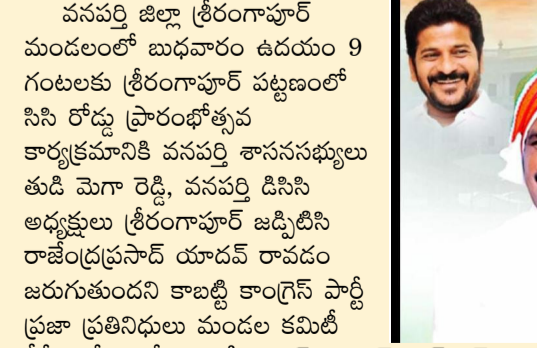 వనపర్తి జిల్లా శ్రీరంగాపూర్
మండలంలో బుధవారం ఉదయం 9
గంటలకు శ్రీరంగాపూర్ పట్టణంలో
సిసి రోడ్డు ప్రారంభోత్సవ
కార్యక్రమానికి వనపర్తి శాసనసభ్యులు
తుడి మెగా రెడ్డి, వనపర్తి డిసిసి
అధ్యక్షులు శ్రీరంగాపూర్ జడ్పిటిసి
రాజేంద్రప్రసాద్ యాదవ్ రావడం
జరుగుతుందని కాబట్టి కాంగ్రెస్ పార్టీ
ప్రజా ప్రతినిధులు మండల కమిటీ